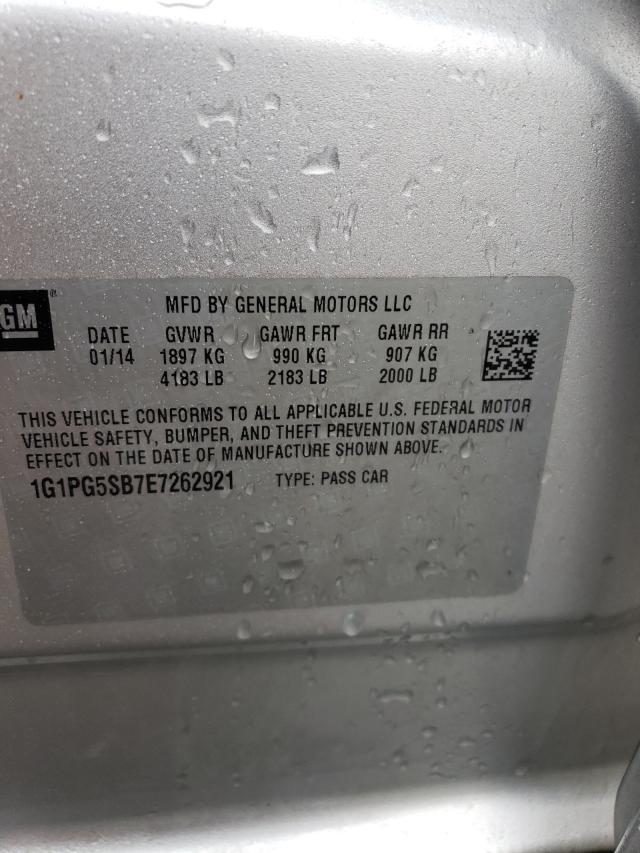 GM ®
MFD BY GENERAL MOTORS LLC
DATE GVWR GAWR FRT GAWR RR
01/14 1897 KG 990 KG 907 KG
4183 LB 2183 LB 2000 LB
THIS VEHICLE CONFORMS TO ALL APPLICABLE U.S. FEDERAL MOTOR
VEHICLE SAFETY, BUMPER, AND THEFT PREVENTION STANDARDS IN
EFFECT ON THE DATE OF MANUFACTURE SHOWN ABOVE.
1G1PG5SB7E7262921 TYPE: PASS CAR